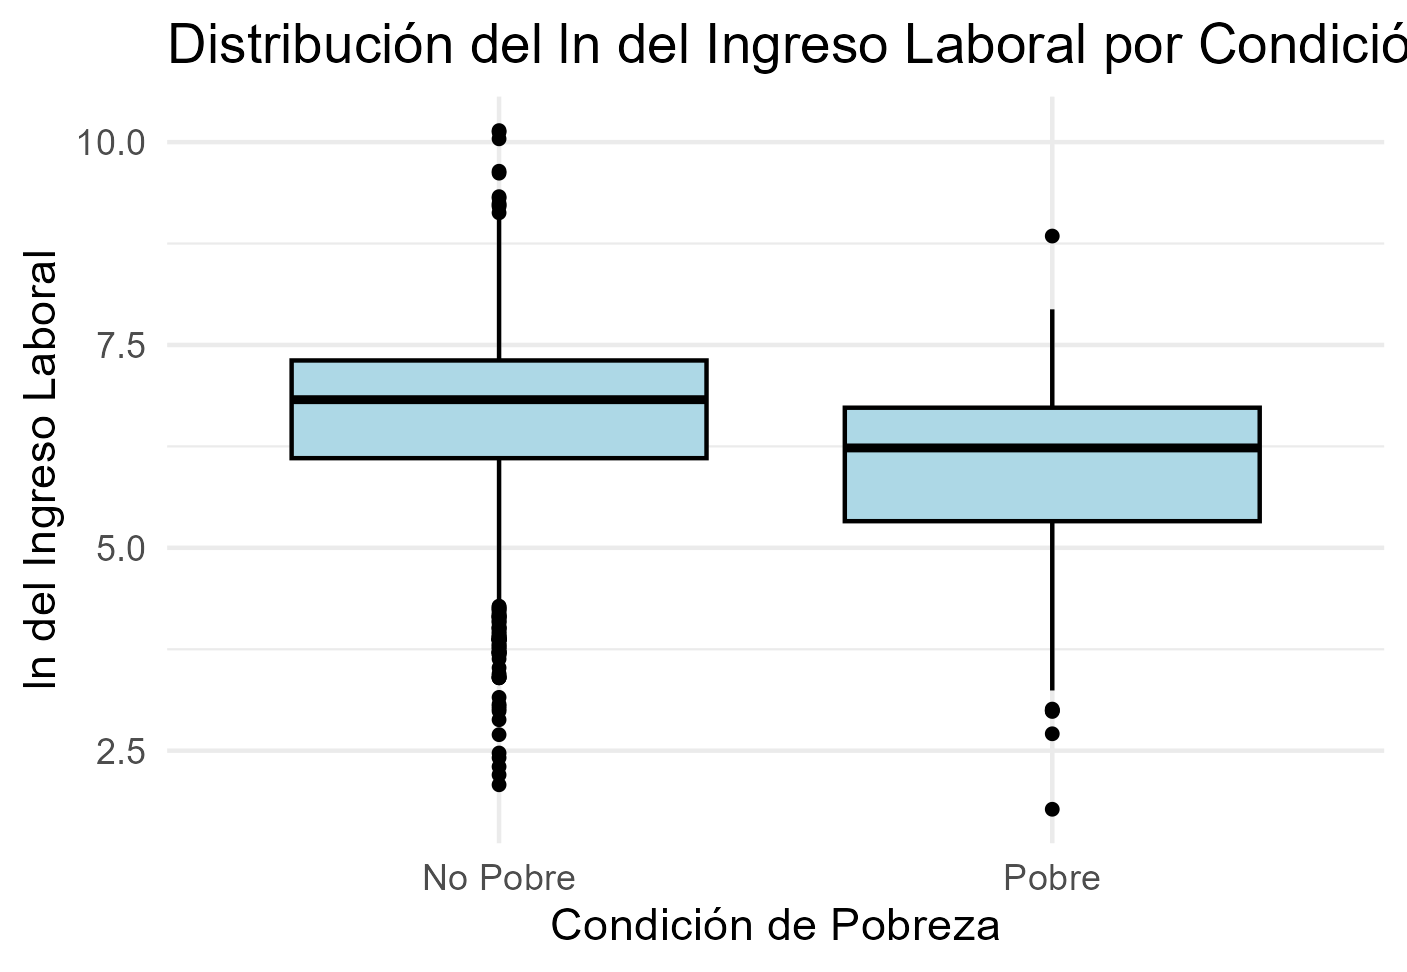 Distribución del ln del Ingreso Laboral por Condició
10.0
7.5
5.0
2.5
ln del Ingreso Laboral
No Pobre
Pobre
Condición de Pobreza